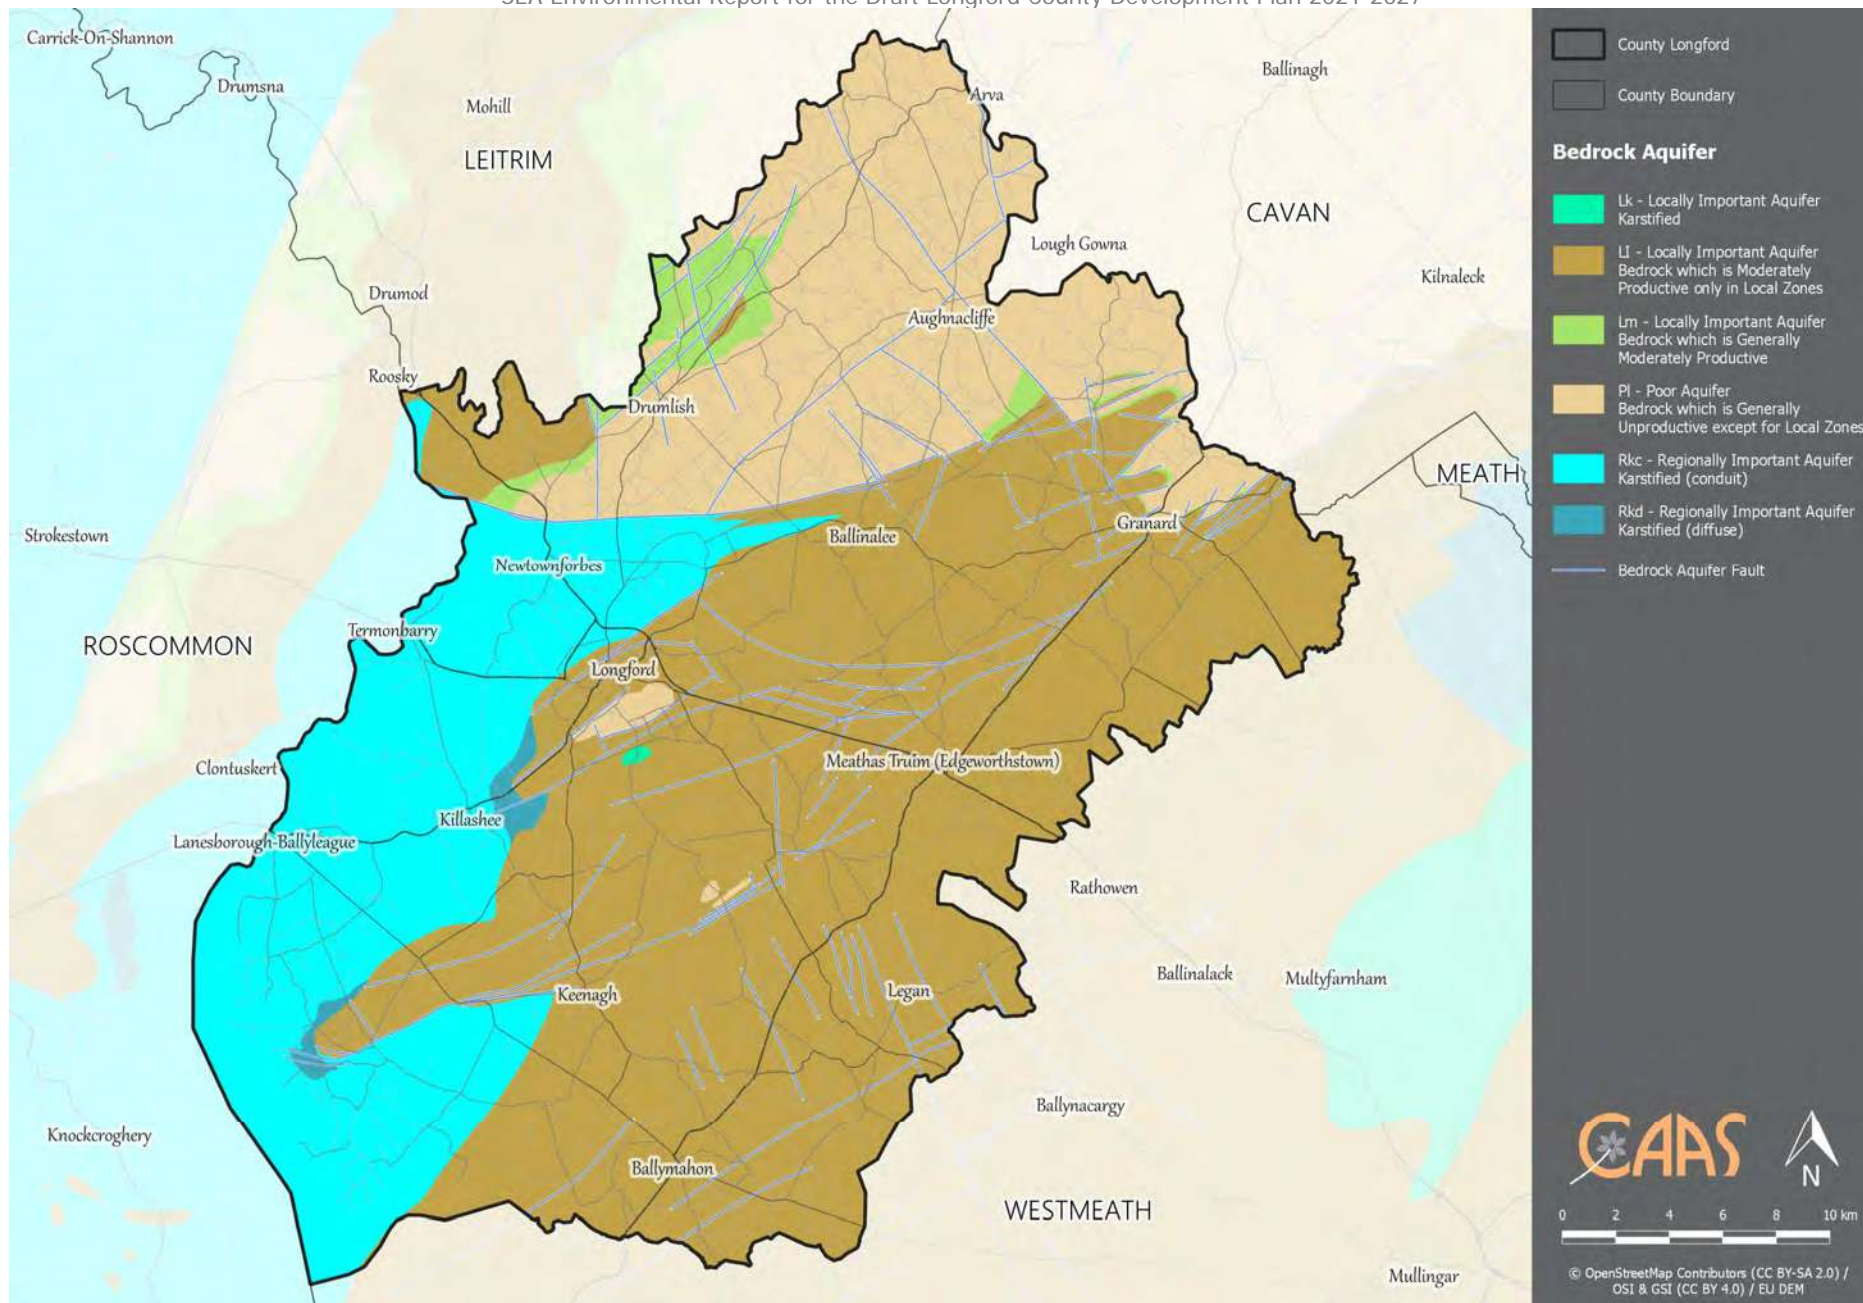 SEA Environmental Report for the Draft Longford County Development Plan 2021-2027
Carrick-On-Shannon
Drumsna
Mohill
LEITRIM
Arva
Ballinagh
CAVAN
Lough Gowna
Kilnaleck
Drumod
Aughnacliffe
Roosky
Drumlish
MEATH
Strokestown
Granard
Ballinalee
Newtownforbes
Termonbarry
ROSCOMMON
Longford
Clontuskert
Meathas Truim (Edgeworthstown)
Killashee
Lanesborough-Ballyleague
Rathowen
Ballinalack
Multyfarnham
Keenagh
Legan
Ballynacargy
Knockcroghery
Ballymahon
WESTMEATH
Mullingar
County Longford
County Boundary
Bedrock Aquifer
Lk - Locally Important Aquifer
Karstified
LI - Locally Important Aquifer
Bedrock which is Moderately
Productive only in Local Zones
Lm - Locally Important Aquifer
Bedrock which is Generally
Moderately Productive
Pl - Poor Aquifer
Bedrock which is Generally
Unproductive except for Local Zones
Rkc - Regionally Important Aquifer
Karstified (conduit)
Rkd - Regionally Important Aquifer
Karstified (diffuse)
Bedrock Aquifer Fault
CAAS
N
0 2 4 6 8 10 km
© OpenStreetMap Contributors (CC BY-SA 2.0) /
OSI & GSI (CC BY 4.0) / EU DEM